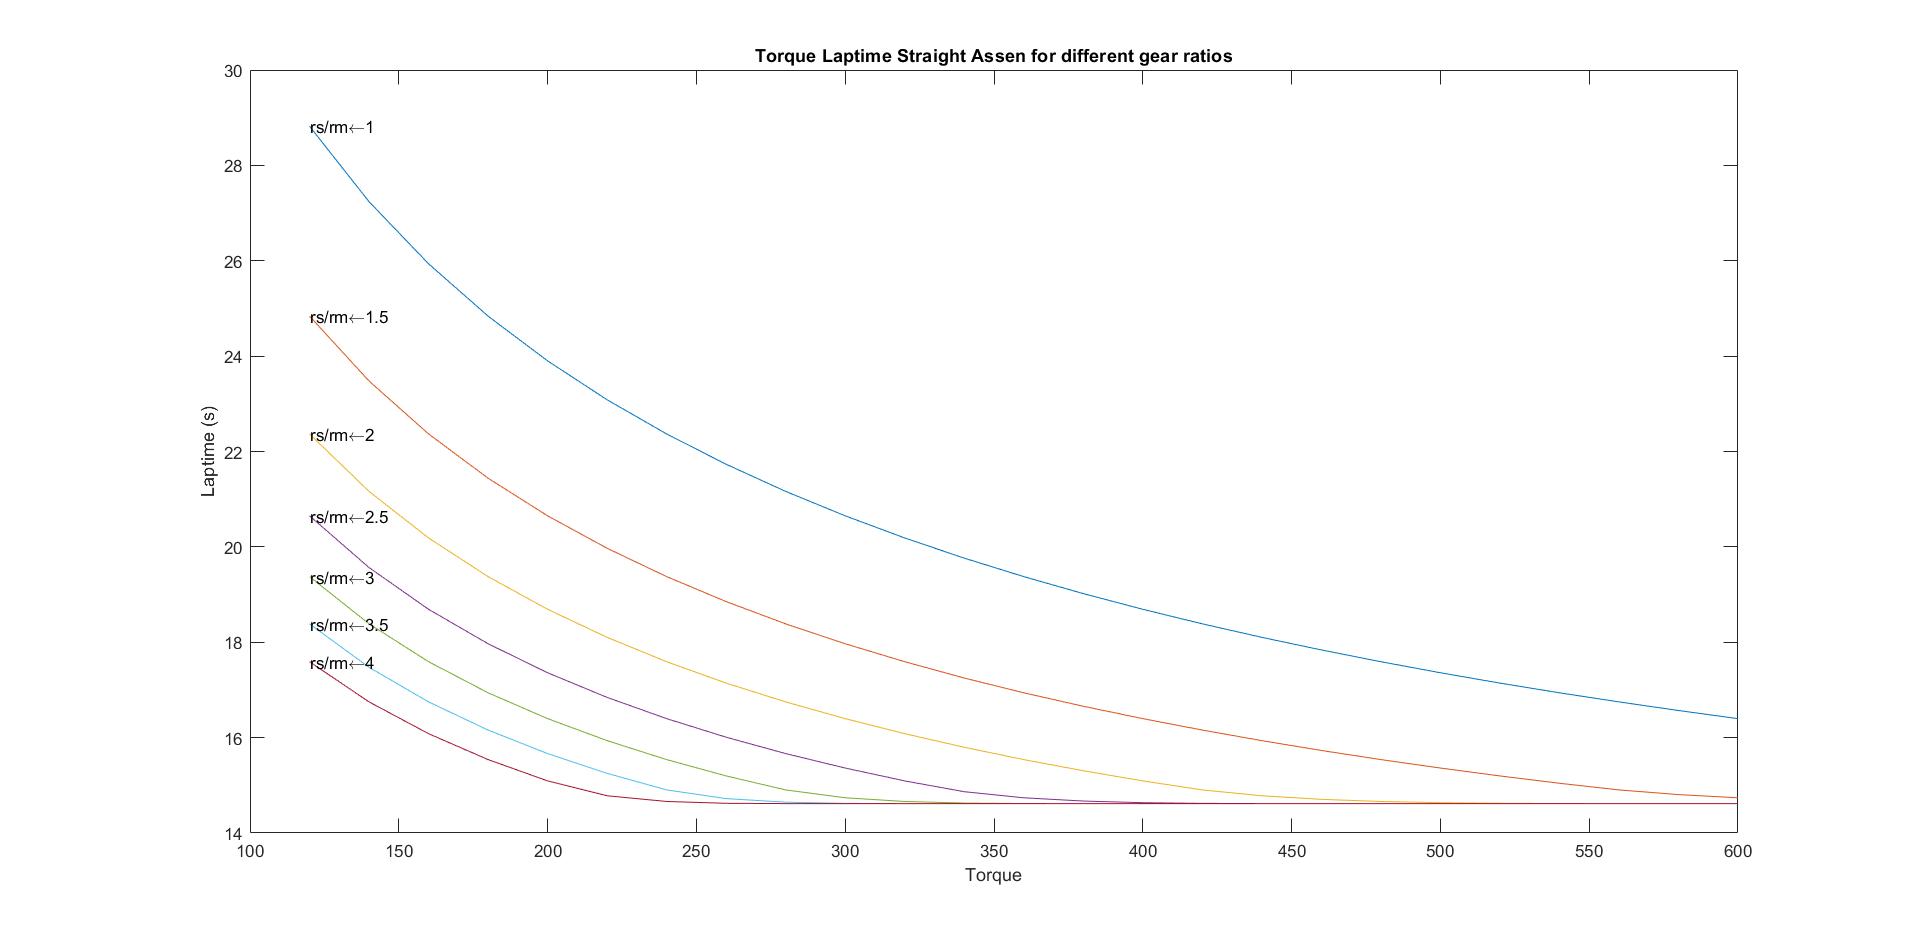 Torque Laptime Straight Assen for different gear ratios
30
28
26
24
22
20
18
16
14
Laptime (s)
rs/rm←1
rs/rm←1.5
rs/rm←2
rs/rm←2.5
rs/rm←3
rs/rm←3.5
rs/rm←4
100 150 200 250 300 350 400 450 500 550 600
Torque